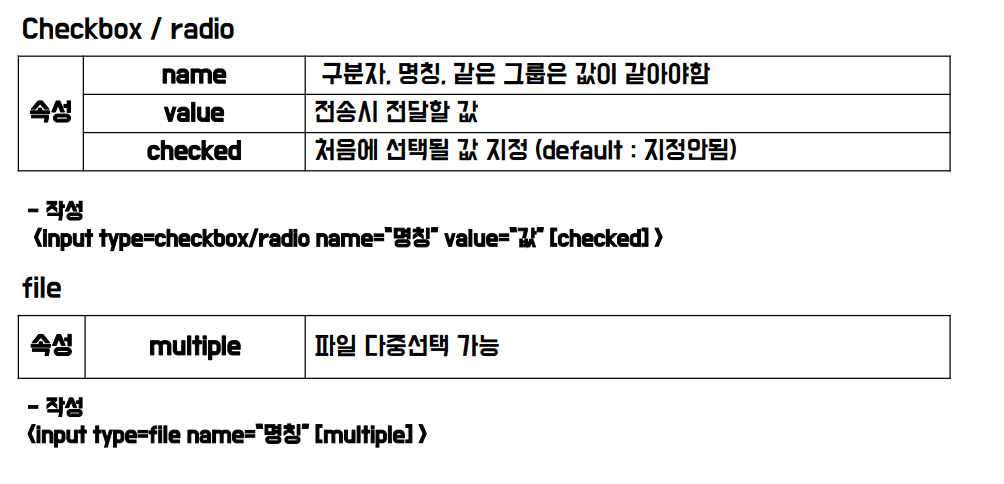 Checkbox / radio
속성
name 구분자, 명칭, 같은 그룹은 값이 같아야함
value 전송시 전달할 값
checked 처음에 선택될 값 지정 (default : 지정안됨)
- 작성
<input type=checkbox/radio name="명칭" value="값" [checked] >
file
속성 multiple 파일 다중선택 가능
- 작성
<input type=file name="명칭" [multiple] >